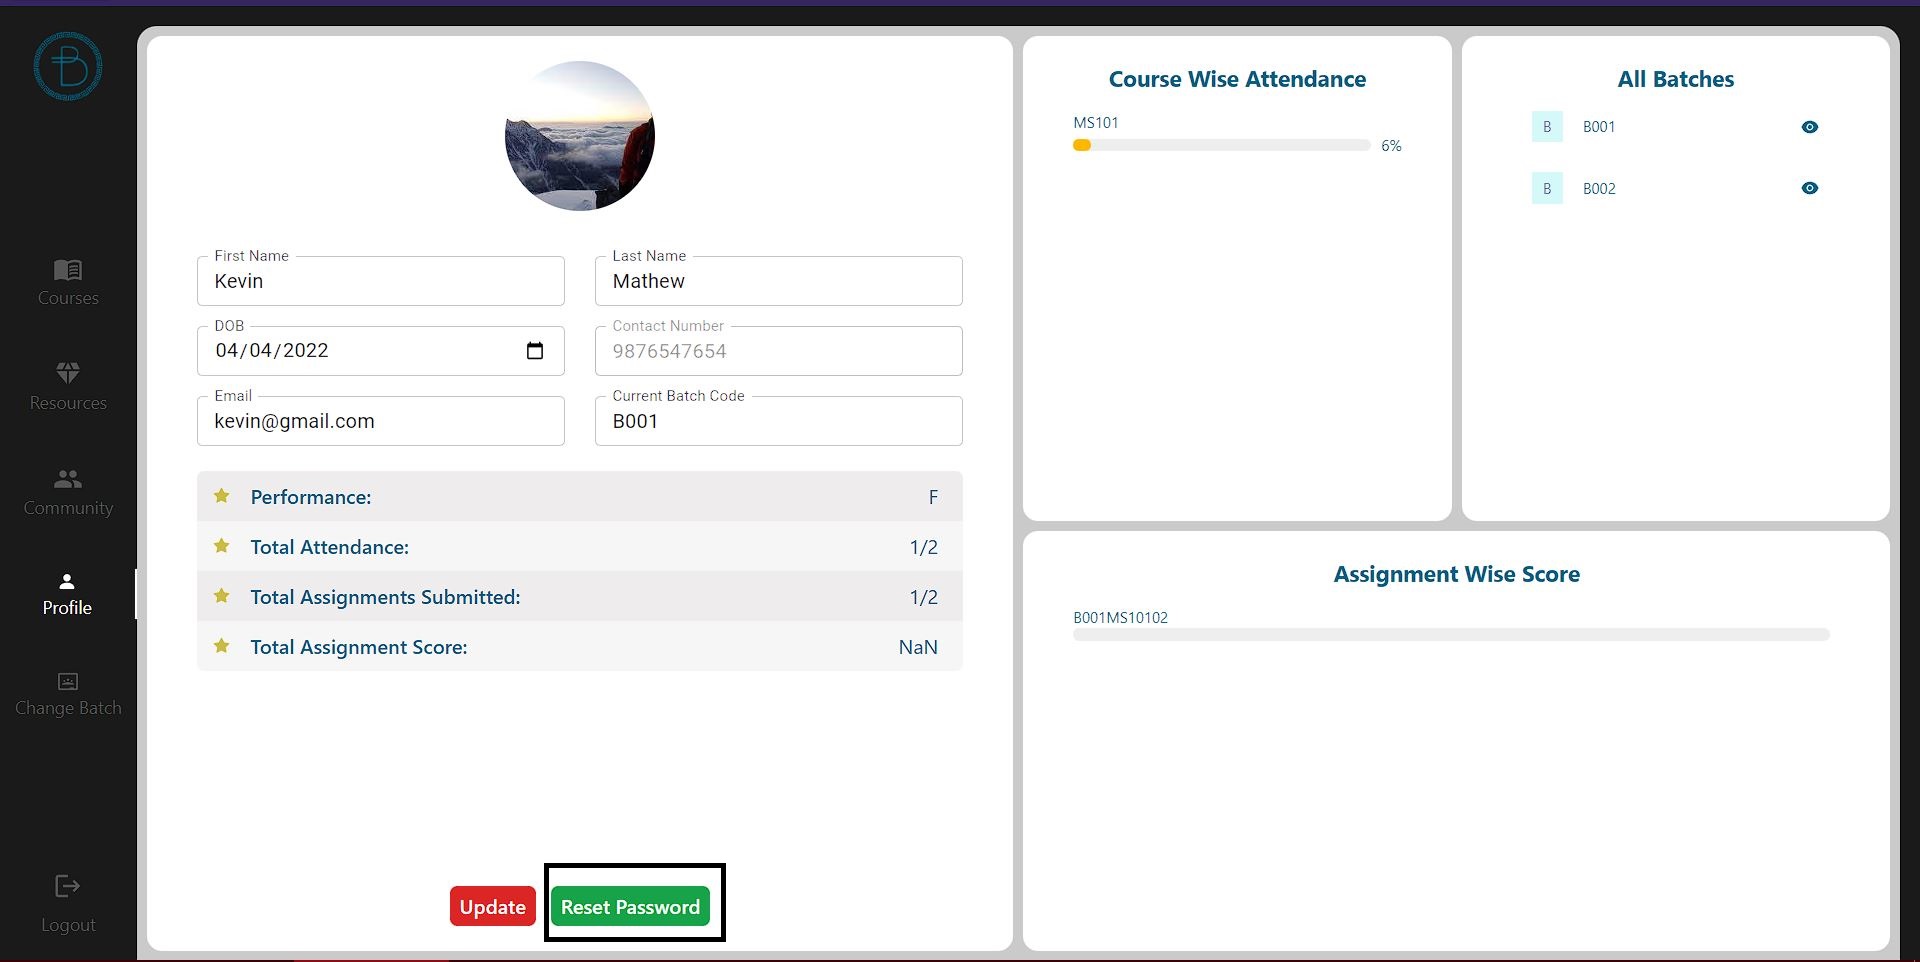 Courses
Resources
Community
Profile
Change Batch
Logout
First Name
Kevin
Last Name
Mathew
DOB
04/04/2022
Contact Number
9876547654
Email
kevin@gmail.com
Current Batch Code
B001
Performance: F
Total Attendance: 1/2
Total Assignments Submitted: 1/2
Total Assignment Score: NaN
Update
Reset Password
Course Wise Attendance
MS101
6%
All Batches
B B001
B B002
Assignment Wise Score
B001MS10102